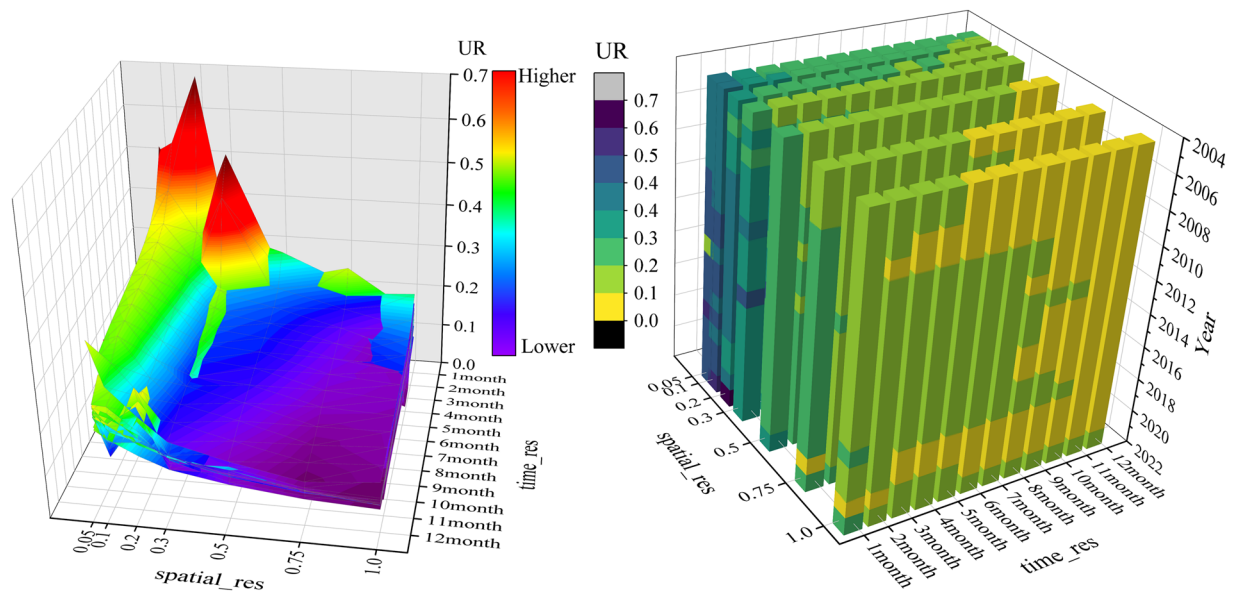 UR
0.7
Higher
0.6
0.5
0.4
0.3
0.2
0.1
0.0
Lower
1month
2month
3month
4month
5month
6month
7month
8month
9month
10month
11month
12month
time_res
0.05
0.1
0.2
0.3
0.5
0.75
1.0
spatial_res
UR
0.7
0.6
0.5
0.4
0.3
0.2
0.1
0.0
2004
2006
2008
2010
2012
2014
2016
2018
2020
2022
Year
0.05
0.1
0.2
0.3
0.5
0.75
1.0
spatial_res
1month
2month
3month
4month
5month
6month
7month
8month
9month
10month
11month
12month
time_res